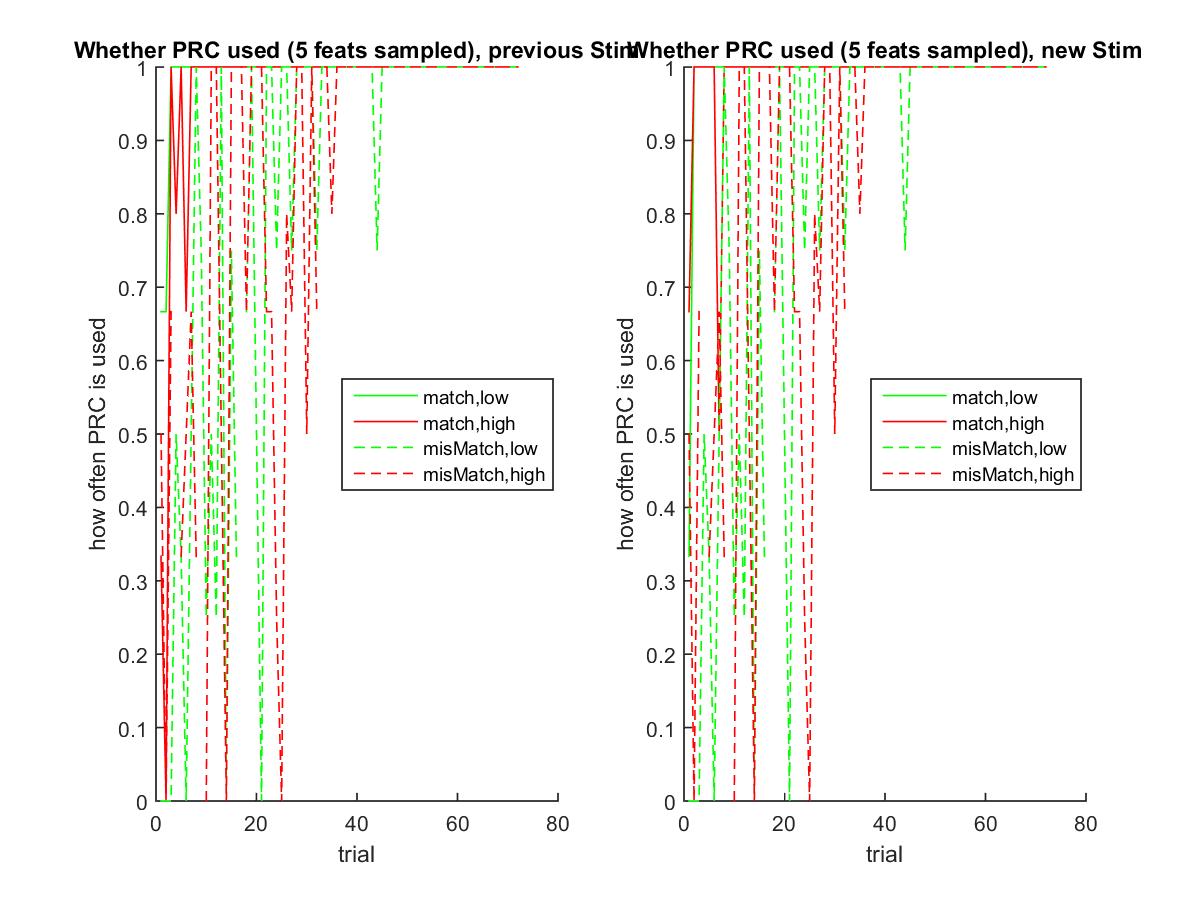 Whether PRC used (5 feats sampled), previous Stim
1
0.9
0.8
0.7
0.6
0.5
0.4
0.3
0.2
0.1
0
how often PRC is used
match,low
match,high
misMatch,low
misMatch,high
0 20 40 60 80
trial
Whether PRC used (5 feats sampled), new Stim
1
0.9
0.8
0.7
0.6
0.5
0.4
0.3
0.2
0.1
0
how often PRC is used
match,low
match,high
misMatch,low
misMatch,high
0 20 40 60 80
trial